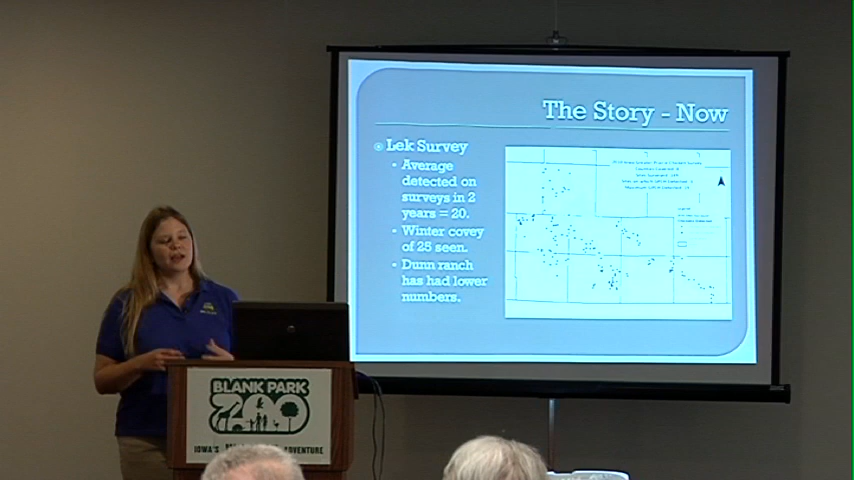 The Story - Now
Lek Survey
Average
detected on
surveys in 2
years = 20.
Winter covey
of 25 seen.
Dunn ranch
has had lower
numbers.
BLANK PARK
ZOO
IOWA'S ADVENTURE